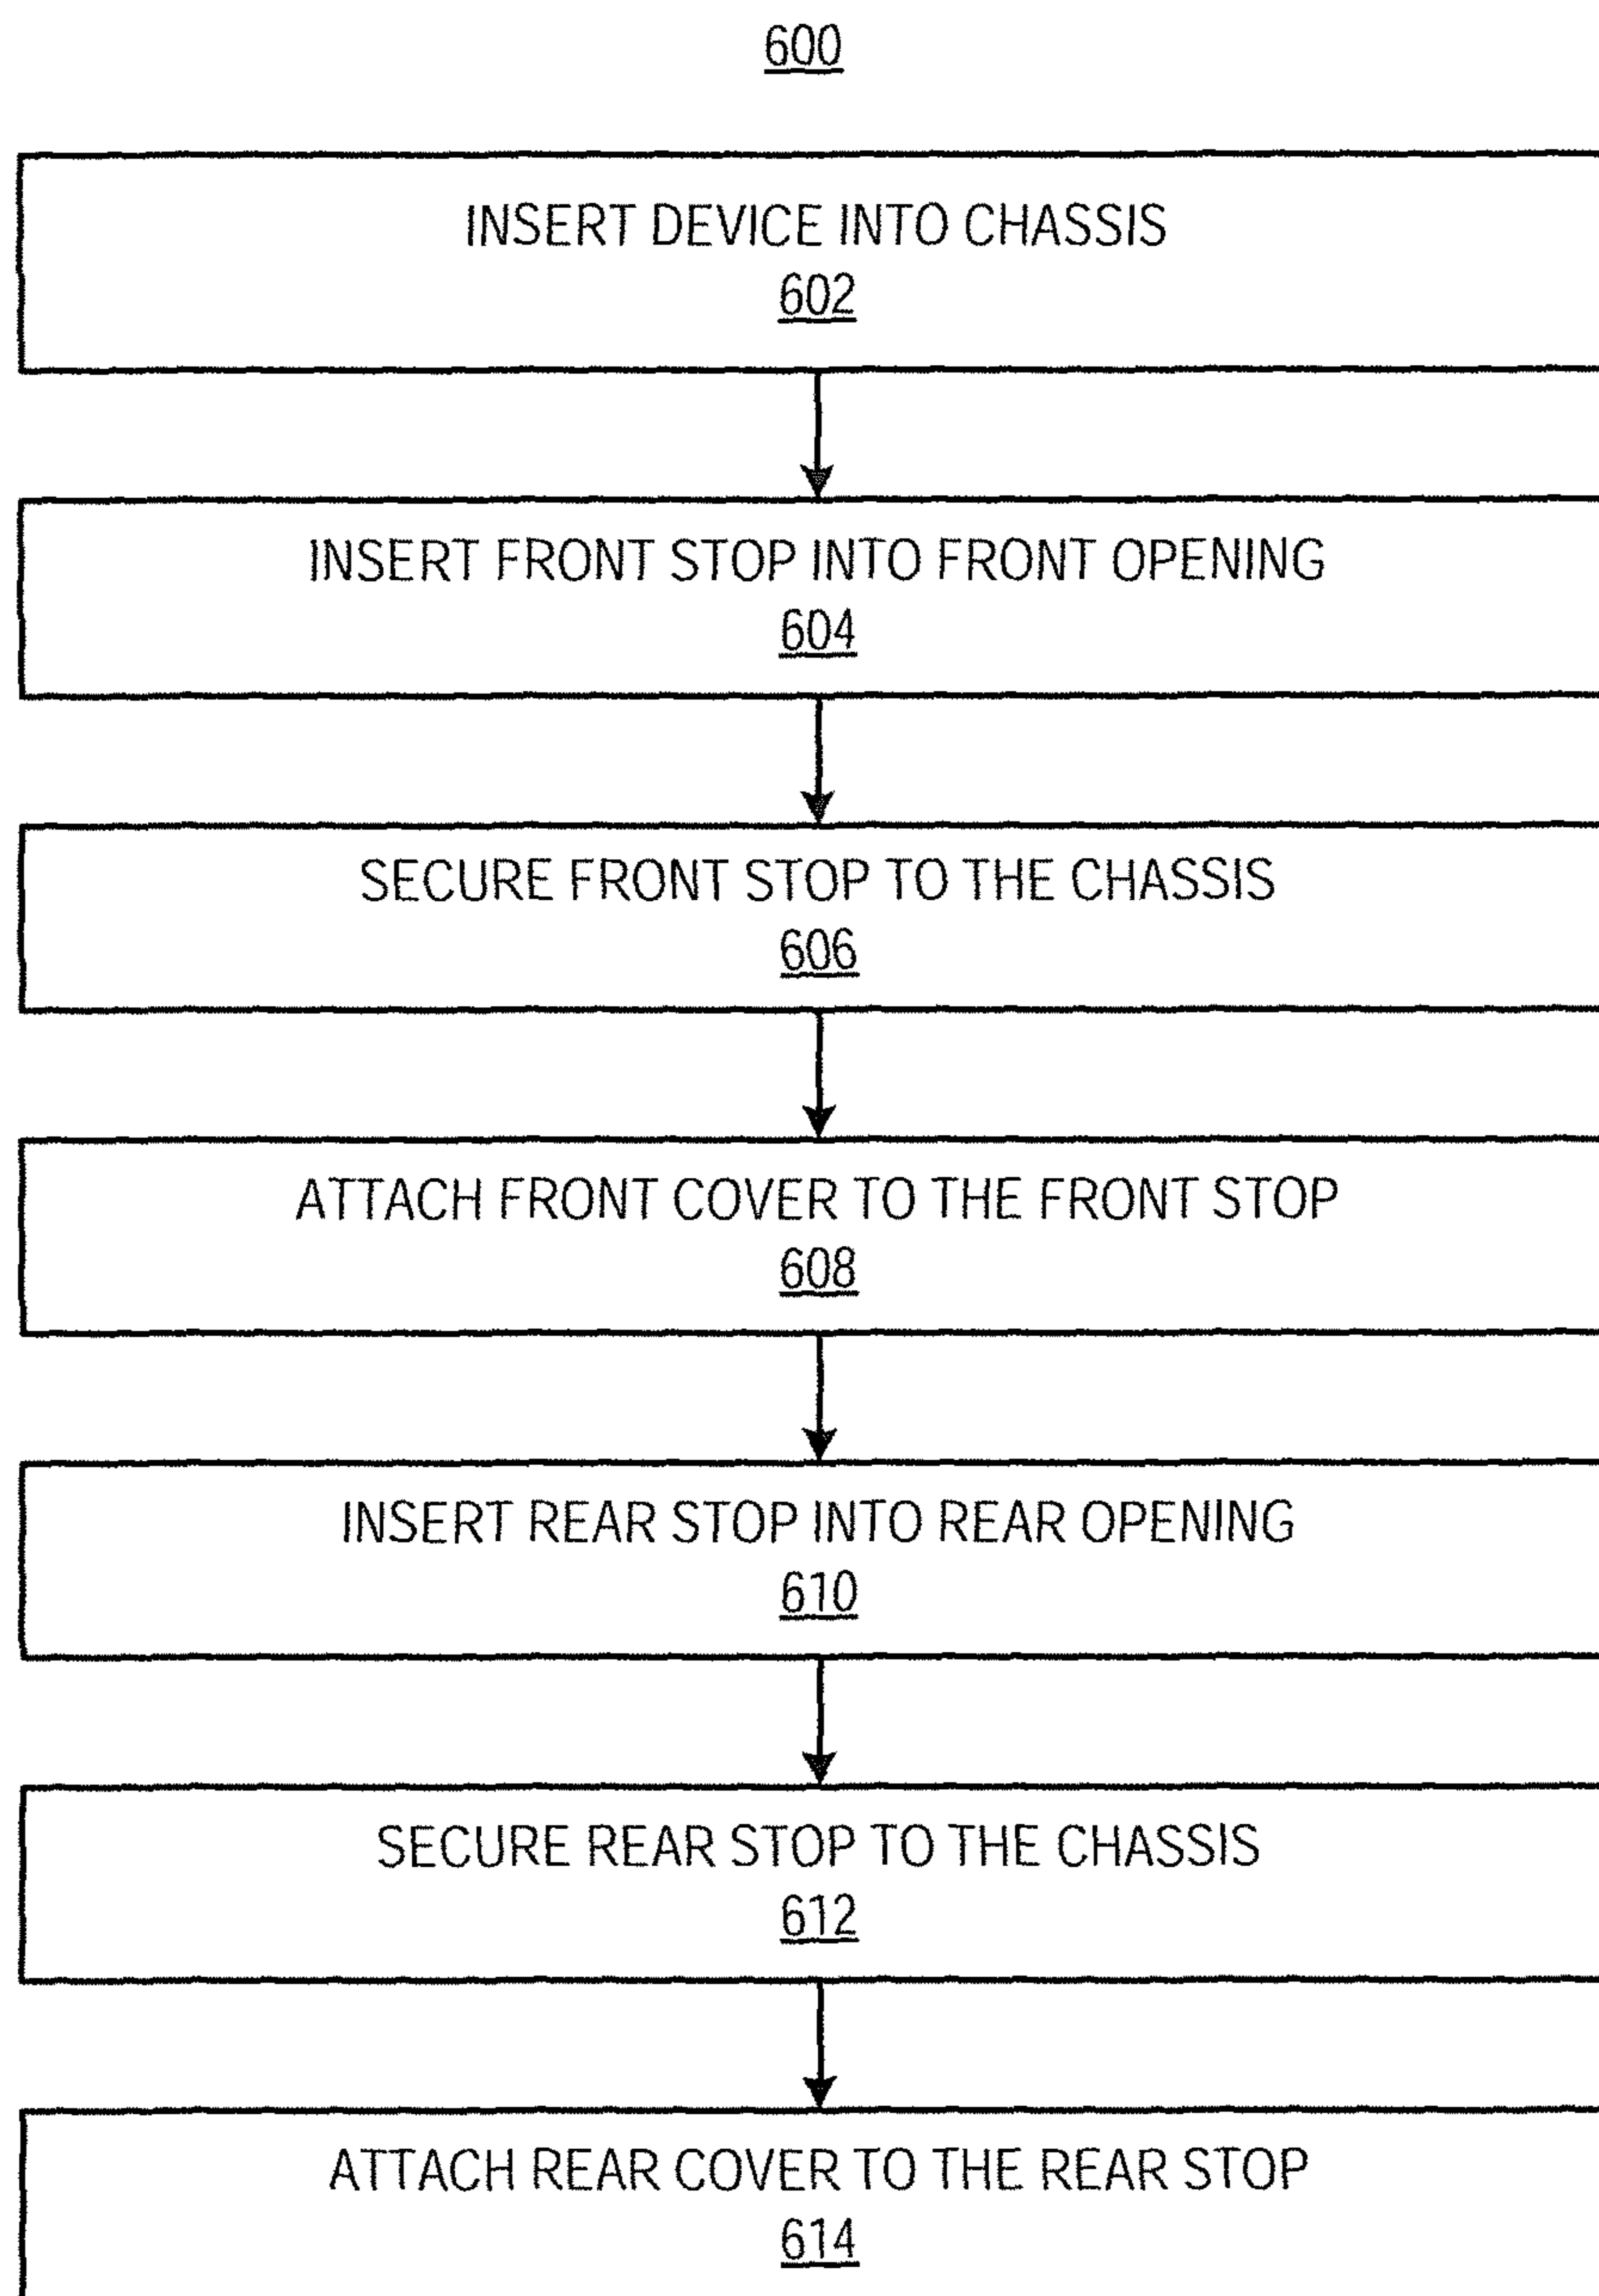 600
INSERT DEVICE INTO CHASSIS
602
INSERT FRONT STOP INTO FRONT OPENING
604
SECURE FRONT STOP TO THE CHASSIS
606
ATTACH FRONT COVER TO THE FRONT STOP
608
INSERT REAR STOP INTO REAR OPENING
610
SECURE REAR STOP TO THE CHASSIS
612
ATTACH REAR COVER TO THE REAR STOP
614